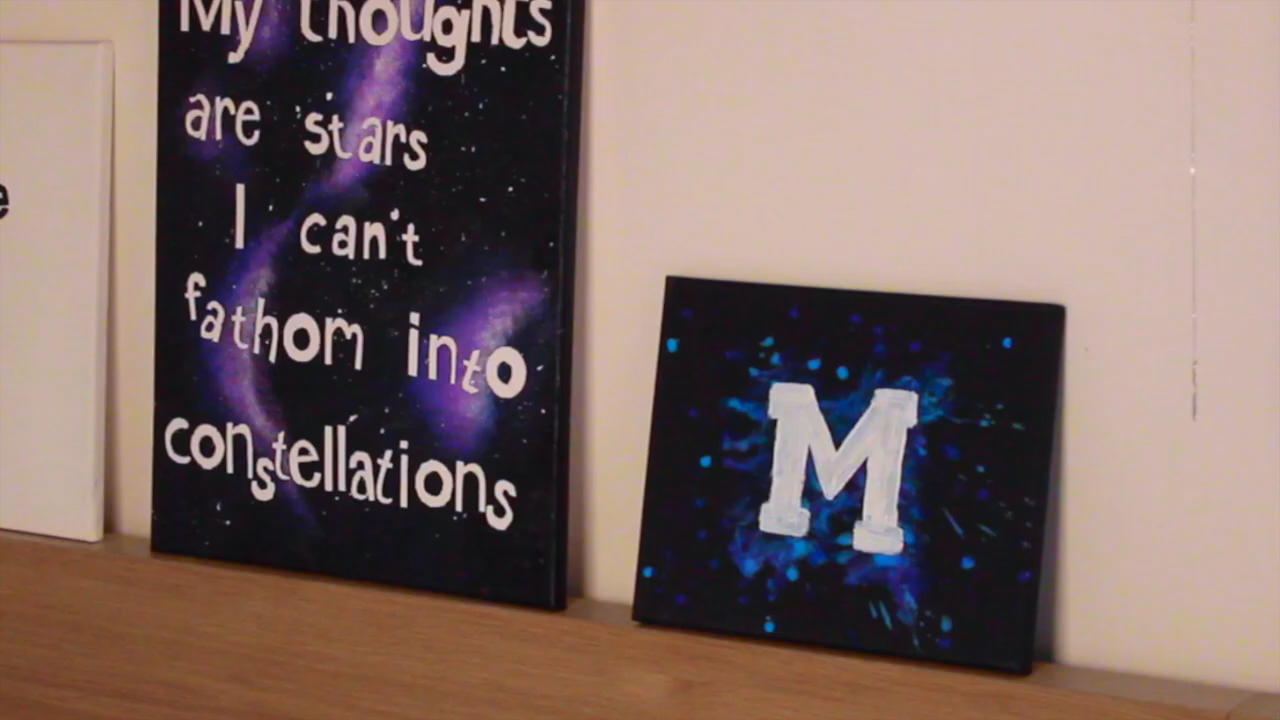 e
My thoughts
are stars
I can't
fathom into
constellations
M